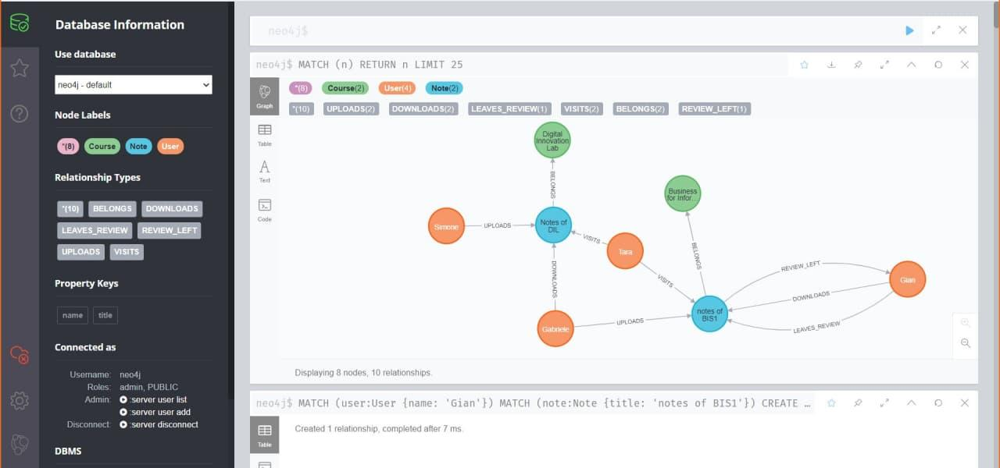 Database Information
Use database
neo4j - default
Node Labels
*(8) Course Note User
Relationship Types
*(10) BELONGS DOWNLOADS
LEAVES_REVIEW REVIEW_LEFT
UPLOADS VISITS
Property Keys
name title
Connected as
Username: neo4j
Roles: admin, PUBLIC
Admin: :server user list
:server user add
Disconnect: :server disconnect
DBMS
neo4j$
neo4j$ MATCH (n) RETURN n LIMIT 25
Graph
Table
Text
Code
*(8) Course(2) User(4) Note(2)
*(10) UPLOADS(2) DOWNLOADS(2) LEAVES_REVIEW(1) VISITS(2) BELONGS(2) REVIEW_LEFT(1)
Digital
Innovation
Lab
BELONGS
Business
for Infor...
Simone
UPLOADS
Notes of
DIL
VISITS
Tara
VISITS
BELONGS
REVIEW_LEFT
Gian
DOWNLOADS
DOWNLOADS
LEAVES_REVIEW
Gabriele
UPLOADS
notes of
BIS1
Displaying 8 nodes, 10 relationships.
neo4j$ MATCH (user:User {name: 'Gian'}) MATCH (note:Note {title: 'notes of BIS1'}) CREATE …
Table
Created 1 relationship, completed after 7 ms.